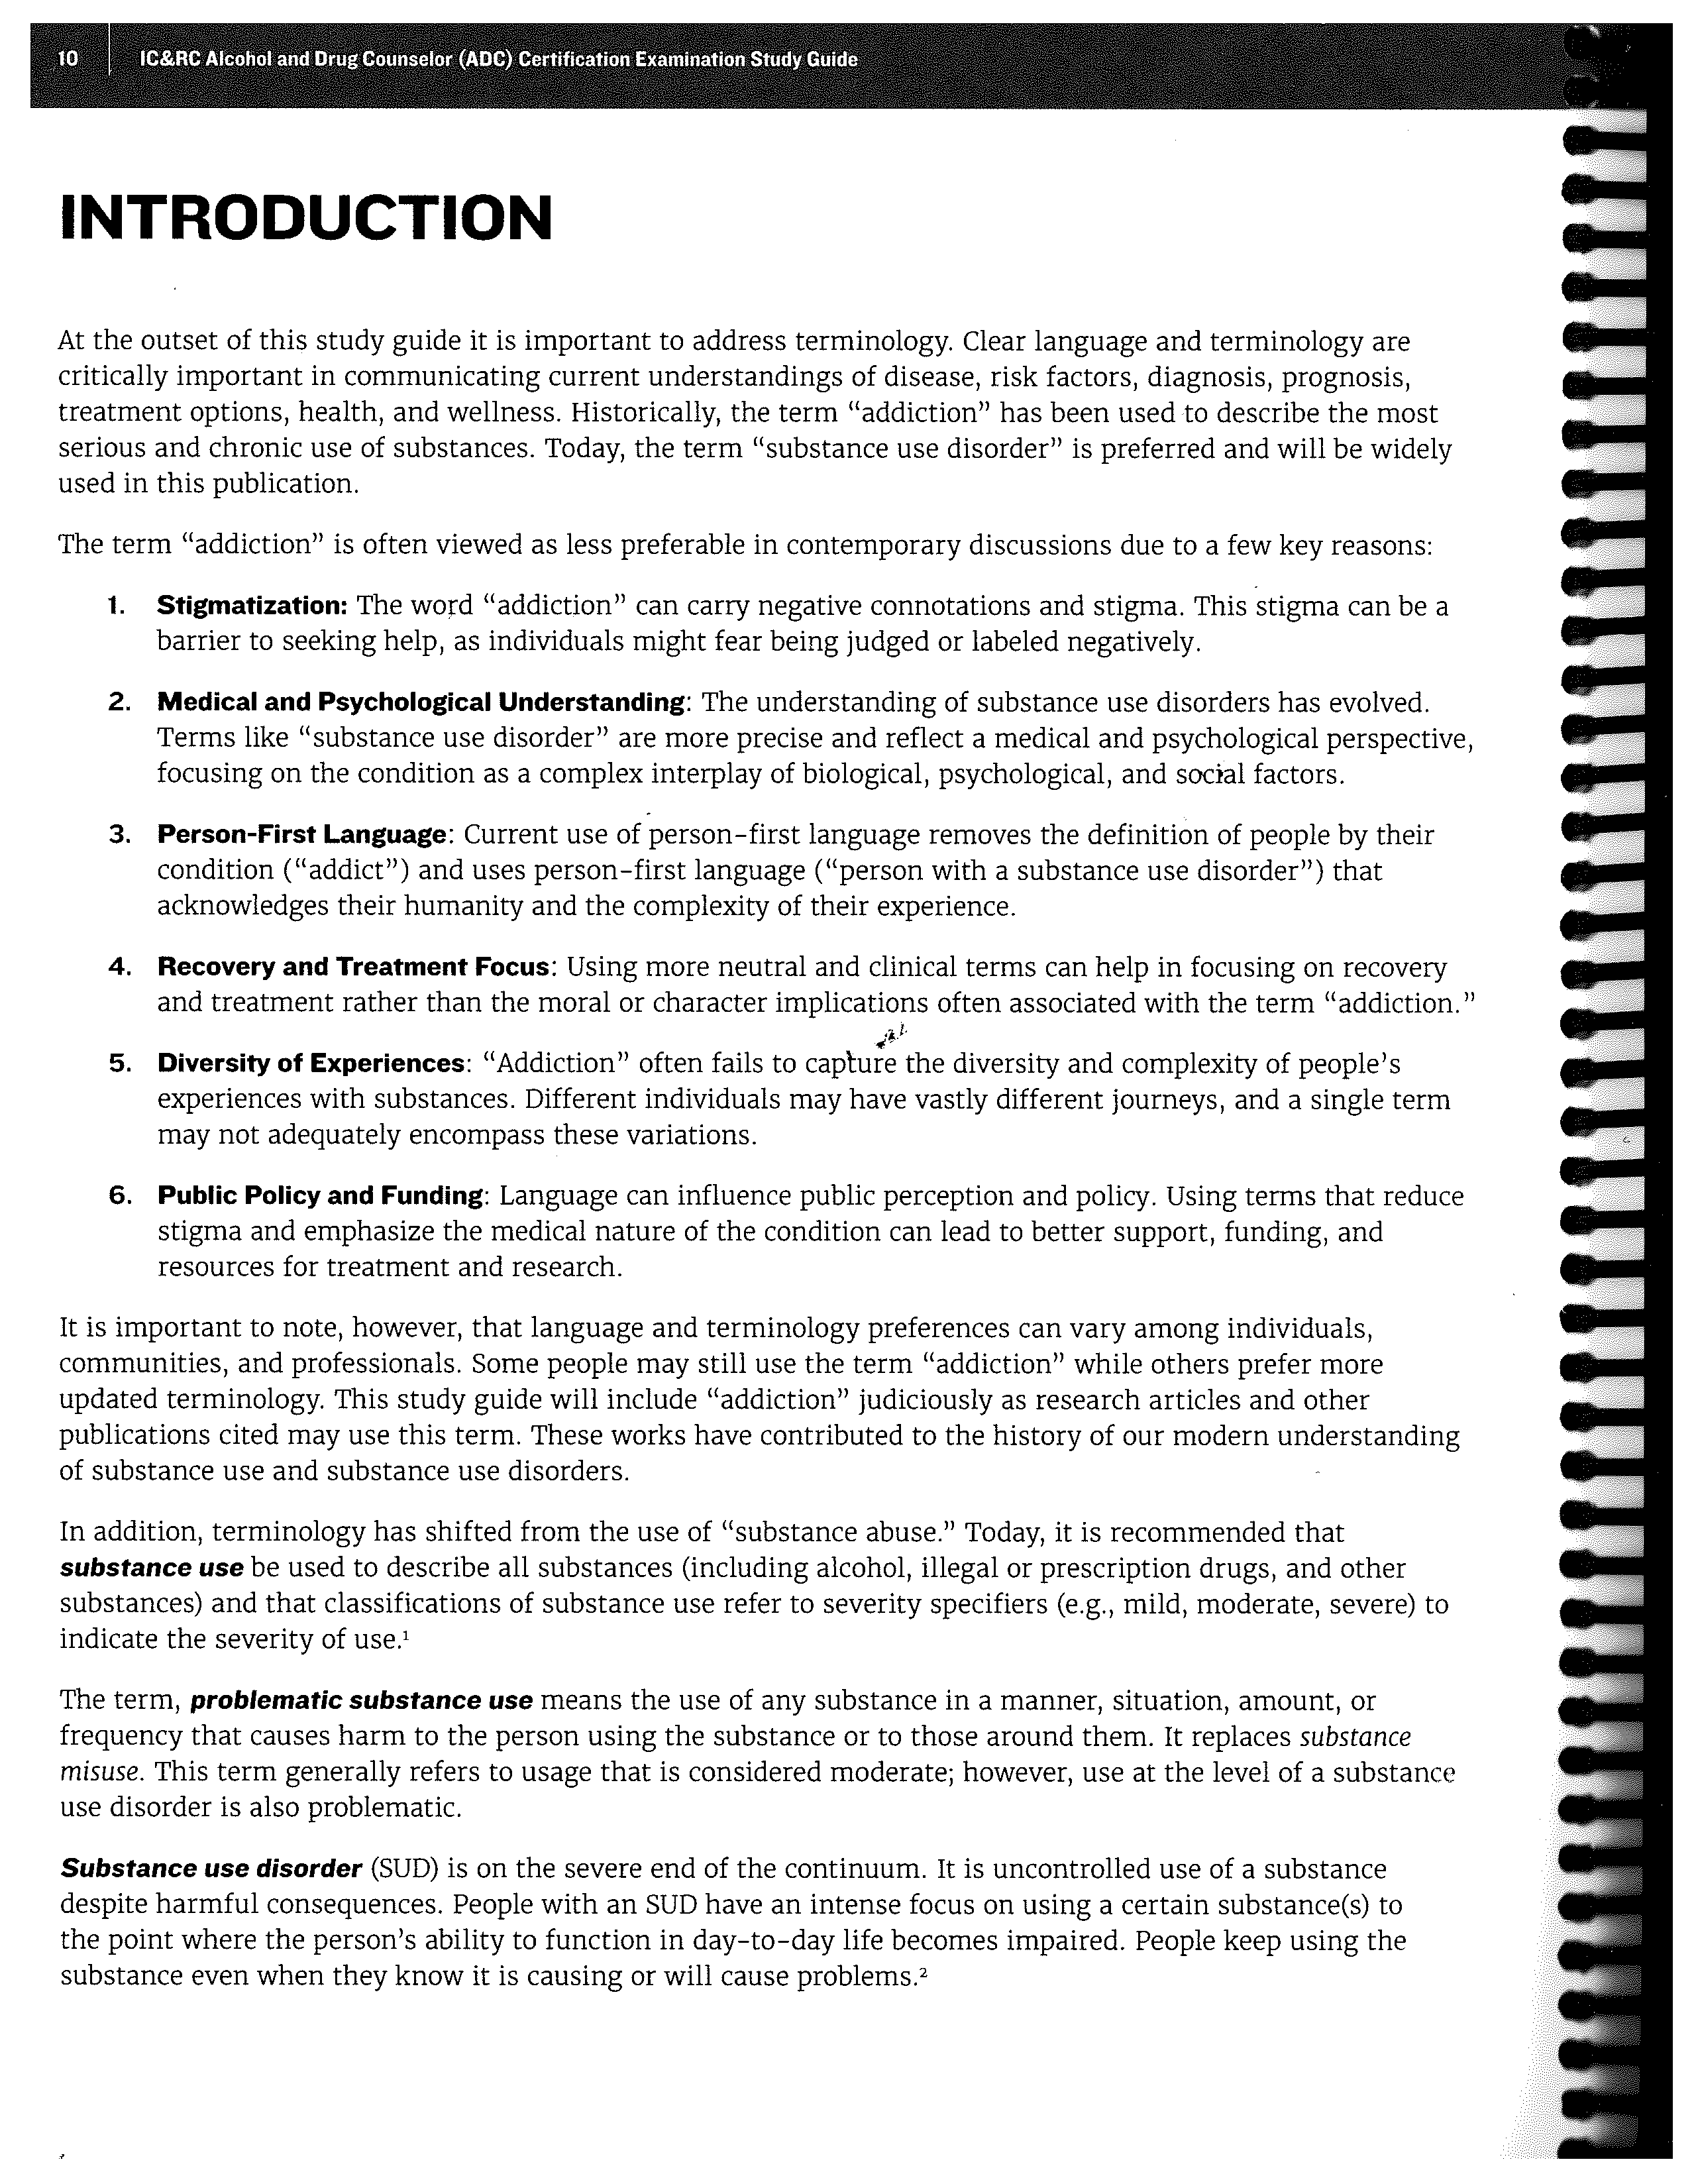 10 IC&RC Alcohol and Drug Counselor (ADC) Certification Examination Study Guide
INTRODUCTION
At the outset of this study guide it is important to address terminology. Clear language and terminology are
critically important in communicating current understandings of disease, risk factors, diagnosis, prognosis,
treatment options, health, and wellness. Historically, the term “addiction” has been used to describe the most
serious and chronic use of substances. Today, the term “substance use disorder” is preferred and will be widely
used in this publication.
The term “addiction” is often viewed as less preferable in contemporary discussions due to a few key reasons:
1. Stigmatization: The word “addiction” can carry negative connotations and stigma. This stigma can be a
barrier to seeking help, as individuals might fear being judged or labeled negatively.
2. Medical and Psychological Understanding: The understanding of substance use disorders has evolved.
Terms like “substance use disorder” are more precise and reflect a medical and psychological perspective,
focusing on the condition as a complex interplay of biological, psychological, and social factors.
3. Person-First Language: Current use of person-first language removes the definition of people by their
condition (“addict”) and uses person-first language (“person with a substance use disorder”) that
acknowledges their humanity and the complexity of their experience.
4. Recovery and Treatment Focus: Using more neutral and clinical terms can help in focusing on recovery
and treatment rather than the moral or character implications often associated with the term “addiction.”
5. Diversity of Experiences: “Addiction” often fails to capture the diversity and complexity of people’s
experiences with substances. Different individuals may have vastly different journeys, and a single term
may not adequately encompass these variations.
6. Public Policy and Funding: Language can influence public perception and policy. Using terms that reduce
stigma and emphasize the medical nature of the condition can lead to better support, funding, and
resources for treatment and research.
It is important to note, however, that language and terminology preferences can vary among individuals,
communities, and professionals. Some people may still use the term “addiction” while others prefer more
updated terminology. This study guide will include “addiction” judiciously as research articles and other
publications cited may use this term. These works have contributed to the history of our modern understanding
of substance use and substance use disorders.
In addition, terminology has shifted from the use of “substance abuse.” Today, it is recommended that
substance use be used to describe all substances (including alcohol, illegal or prescription drugs, and other
substances) and that classifications of substance use refer to severity specifiers (e.g., mild, moderate, severe) to
indicate the severity of use.¹
The term, problematic substance use means the use of any substance in a manner, situation, amount, or
frequency that causes harm to the person using the substance or to those around them. It replaces substance
misuse. This term generally refers to usage that is considered moderate; however, use at the level of a substance
use disorder is also problematic.
Substance use disorder (SUD) is on the severe end of the continuum. It is uncontrolled use of a substance
despite harmful consequences. People with an SUD have an intense focus on using a certain substance(s) to
the point where the person’s ability to function in day-to-day life becomes impaired. People keep using the
substance even when they know it is causing or will cause problems.²